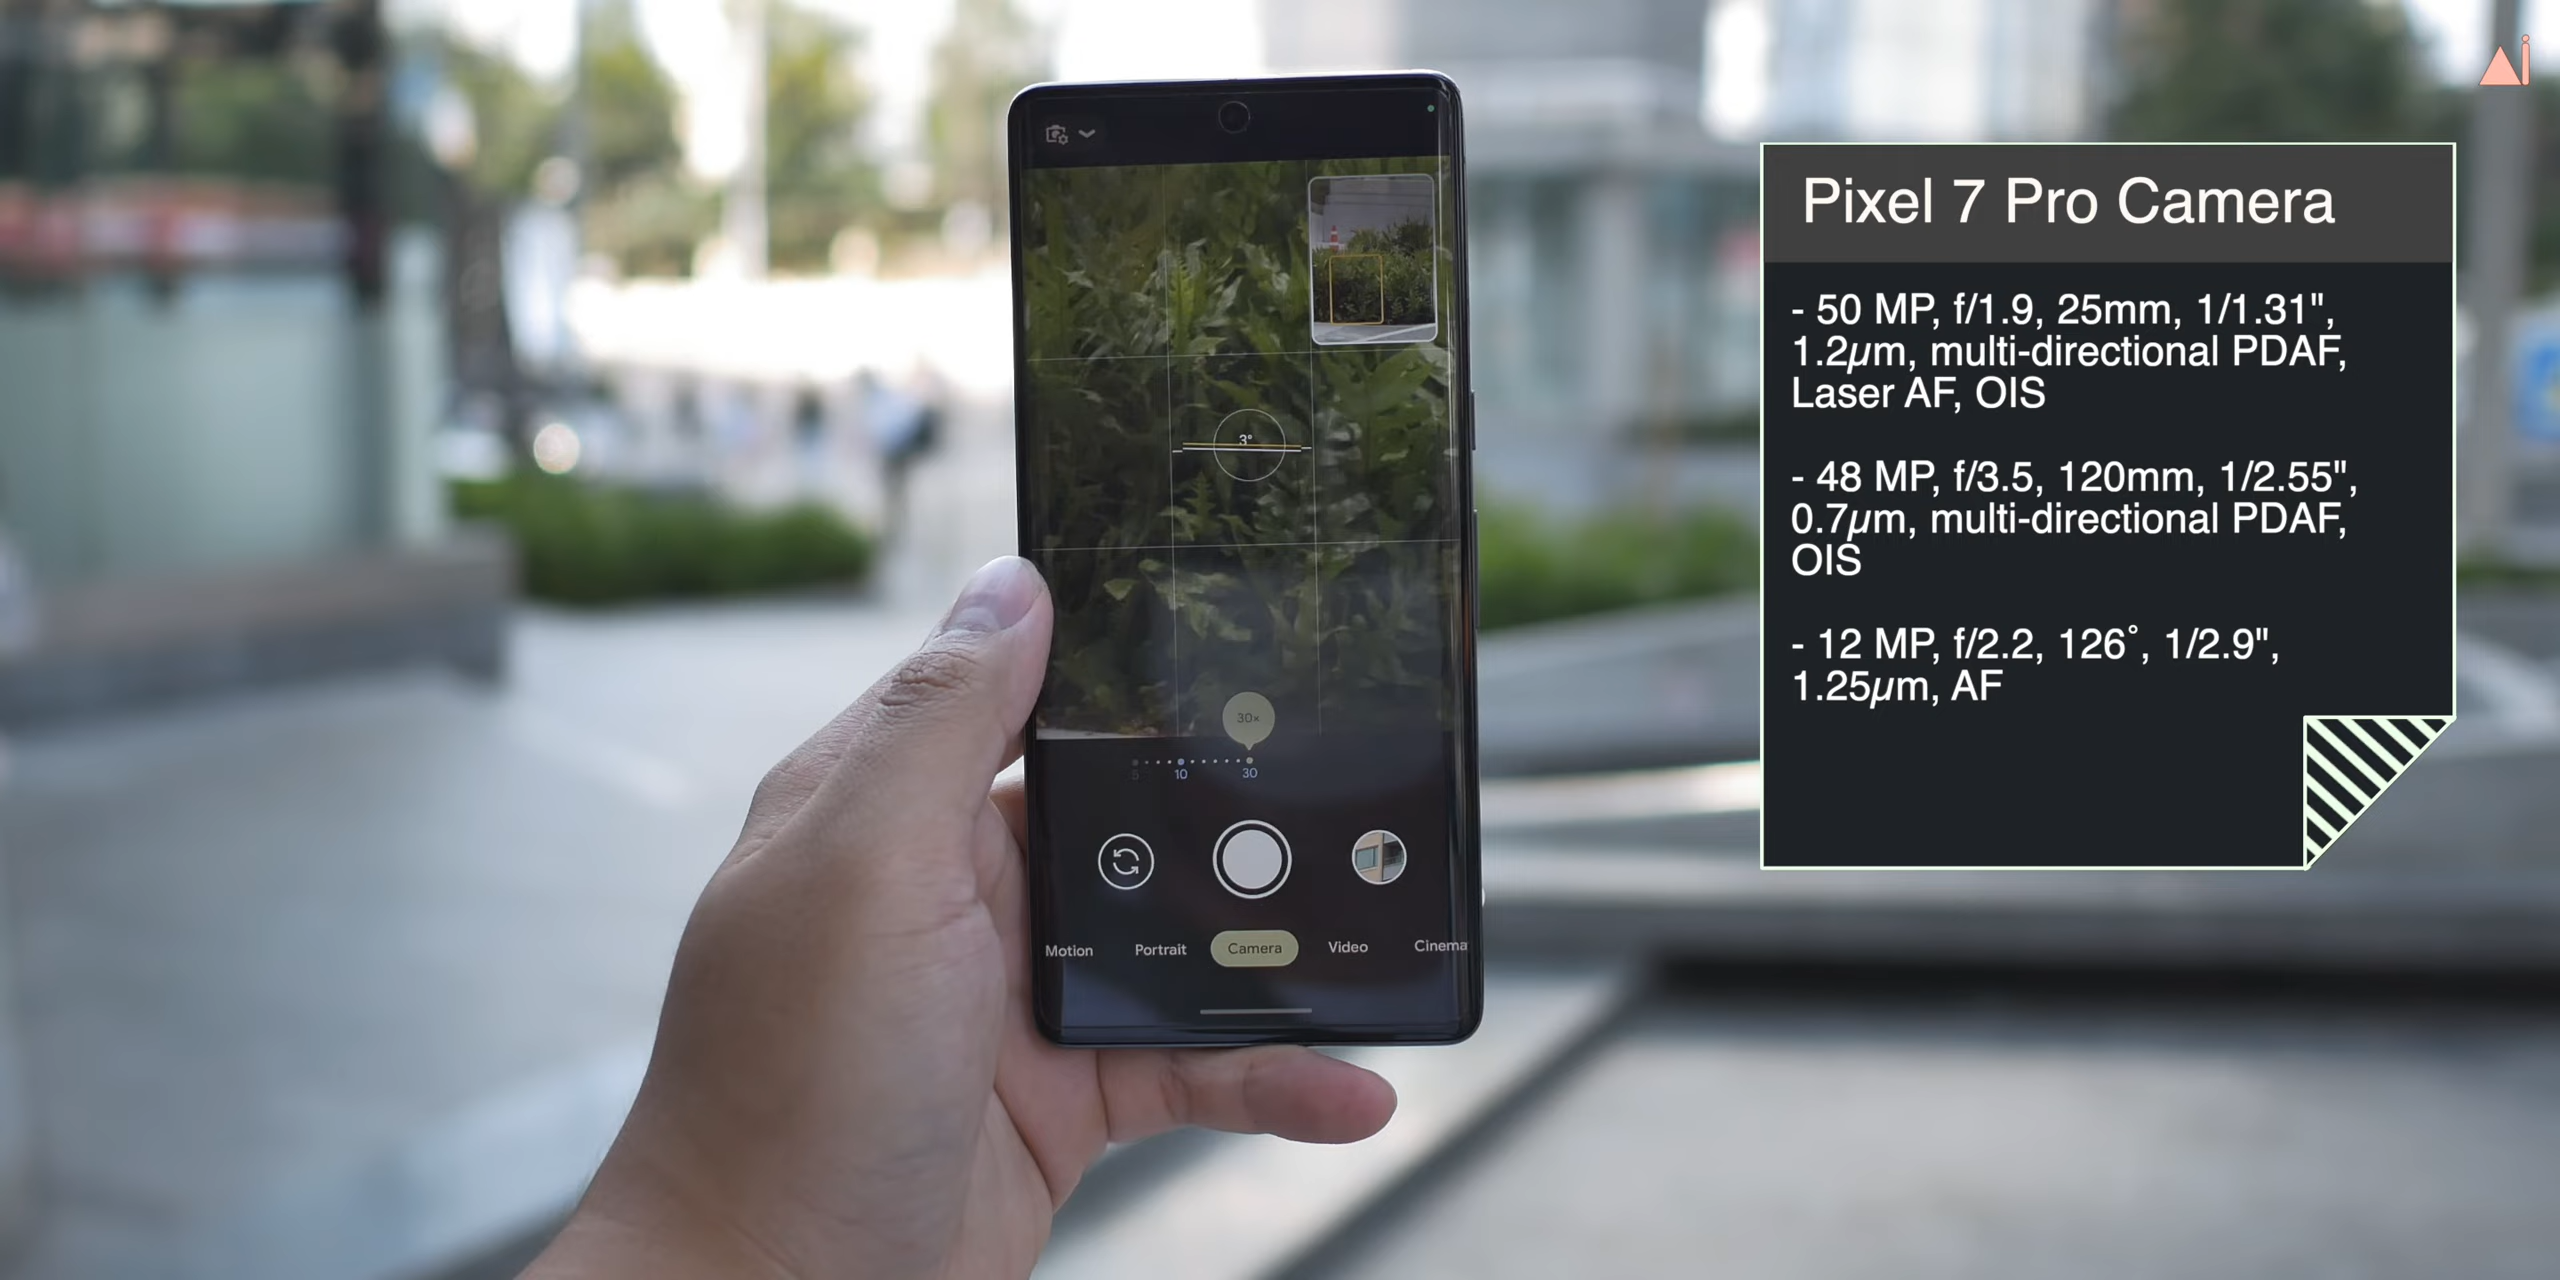 Ai
Pixel 7 Pro Camera
- 50 MP, f/1.9, 25mm, 1/1.31",
1.2µm, multi-directional PDAF,
Laser AF, OIS
- 48 MP, f/3.5, 120mm, 1/2.55",
0.7µm, multi-directional PDAF,
OIS
- 12 MP, f/2.2, 126˚, 1/2.9",
1.25µm, AF
3°
30×
5 10 30
Motion Portrait Camera Video Cinema